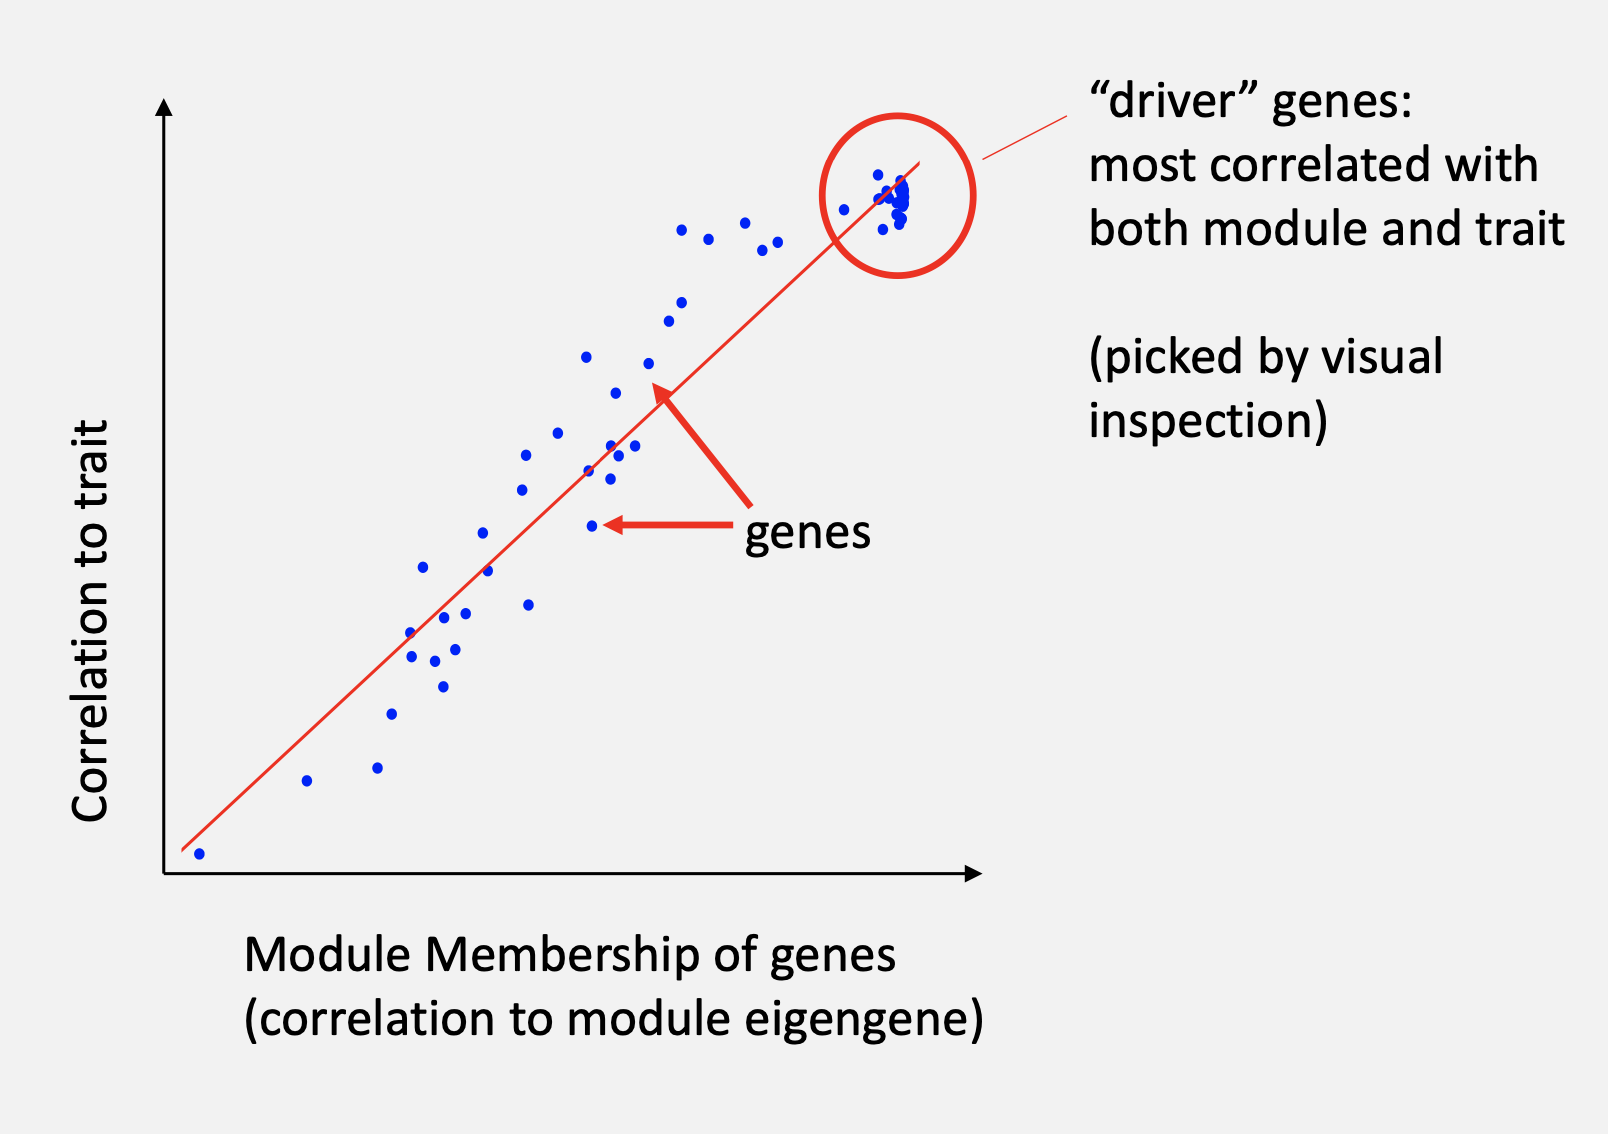 “driver” genes:
most correlated with
both module and trait
(picked by visual
inspection)
Correlation to trait
genes
Module Membership of genes
(correlation to module eigengene)